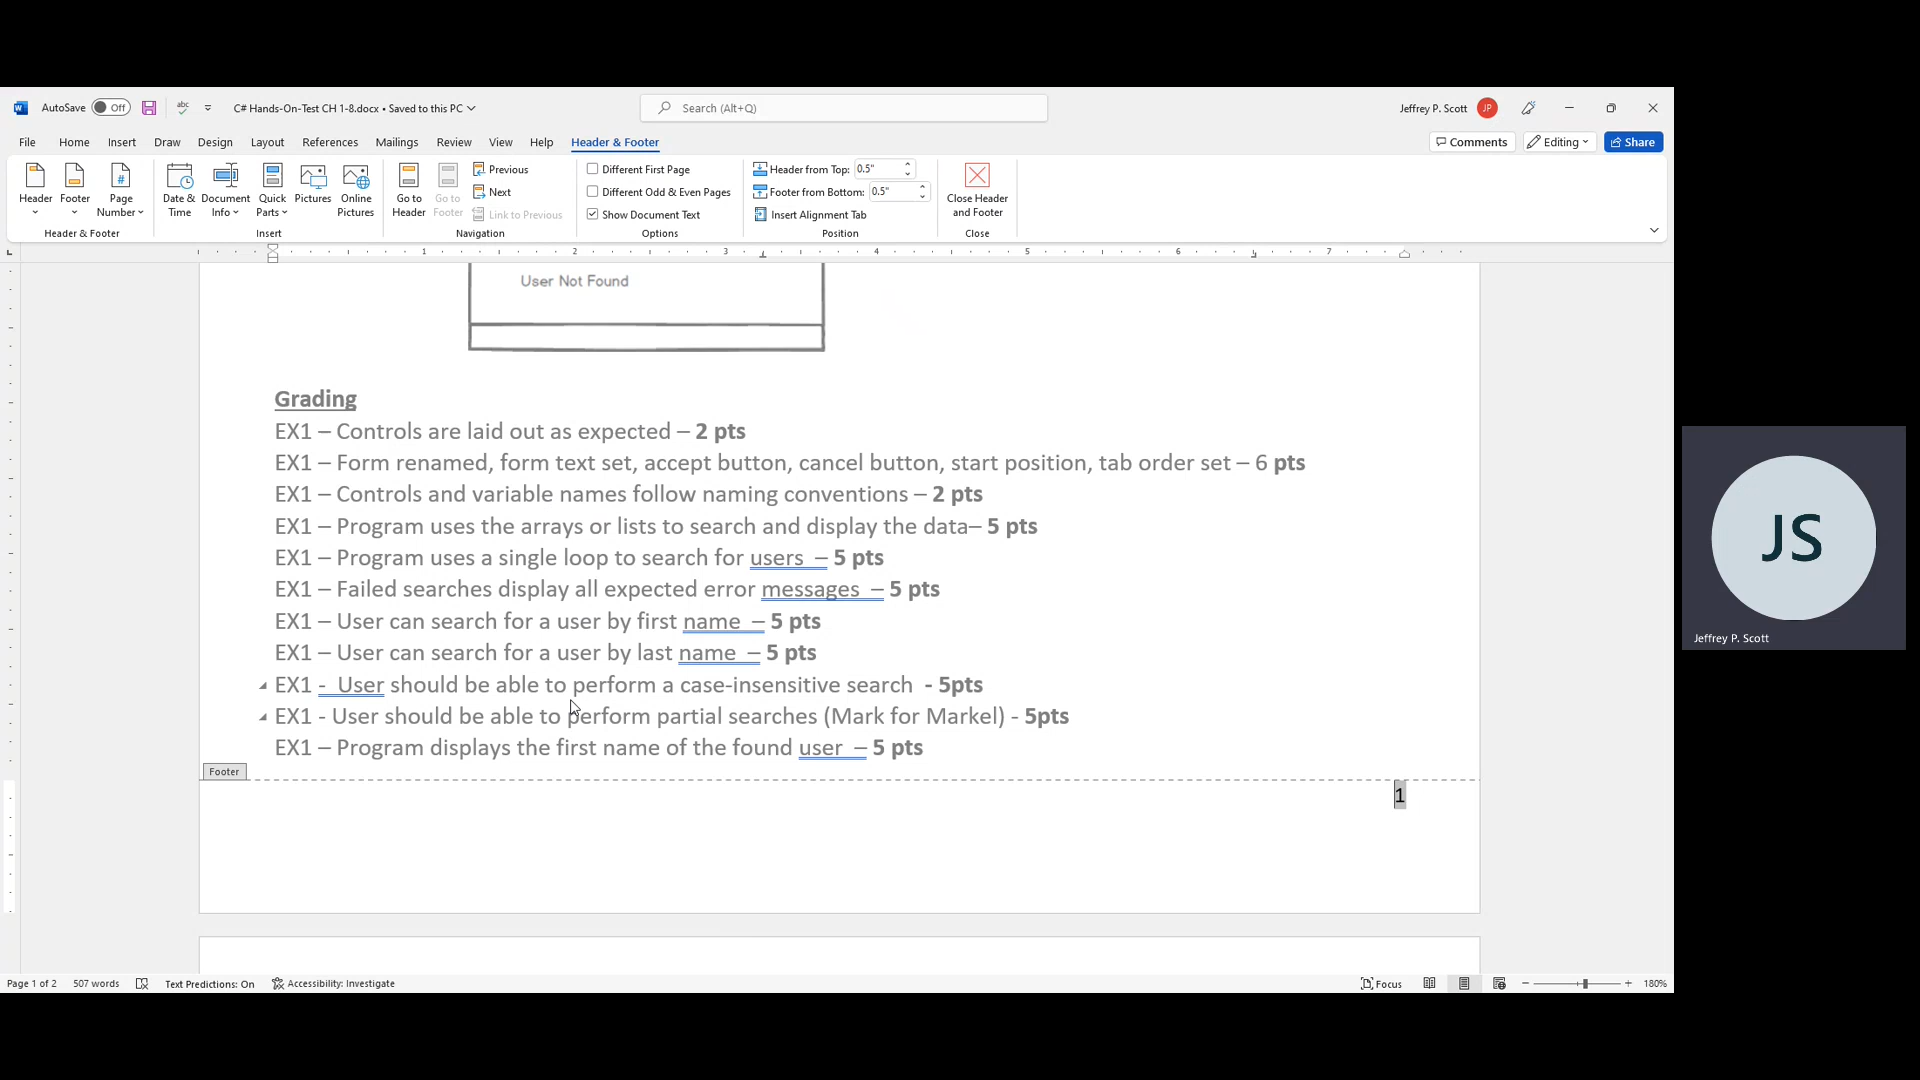 AutoSave Off C# Hands-On-Test CH 1-8.docx • Saved to this PC Search (Alt+Q) Jeffrey P. Scott JP
File Home Insert Draw Design Layout References Mailings Review View Help Header & Footer Comments Editing Share
Header Footer Page Number Date & Time Document Info Quick Parts Pictures Online Pictures Go to Header Go to Footer Previous Next Link to Previous
Different First Page Different Odd & Even Pages Show Document Text
Header from Top: 0.5" Footer from Bottom: 0.5" Insert Alignment Tab Close Header and Footer
Header & Footer Insert Navigation Options Position Close
1 2 3 4 5 6 7
User Not Found
Grading
EX1 – Controls are laid out as expected – 2 pts
EX1 – Form renamed, form text set, accept button, cancel button, start position, tab order set – 6 pts
EX1 – Controls and variable names follow naming conventions – 2 pts
EX1 – Program uses the arrays or lists to search and display the data– 5 pts
EX1 – Program uses a single loop to search for users – 5 pts
EX1 – Failed searches display all expected error messages – 5 pts
EX1 – User can search for a user by first name – 5 pts
EX1 – User can search for a user by last name – 5 pts
EX1 - User should be able to perform a case-insensitive search - 5pts
EX1 - User should be able to perform partial searches (Mark for Markel) - 5pts
EX1 – Program displays the first name of the found user – 5 pts
Footer
1
Page 1 of 2 507 words Text Predictions: On Accessibility: Investigate Focus 180%
JS
Jeffrey P. Scott